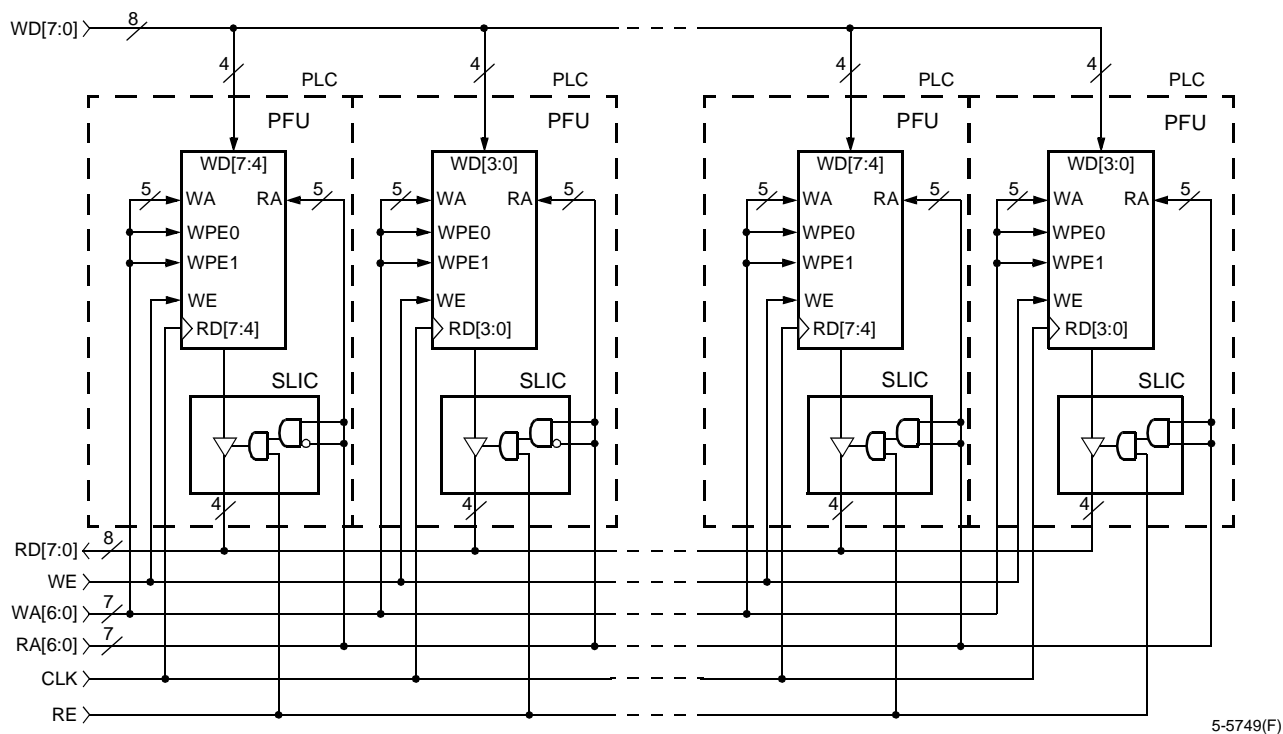 WD[7:0]
8
4
4
4
4
PLC
PLC
PLC
PLC
PFU
PFU
PFU
PFU
WD[7:4]
WD[3:0]
WD[7:4]
WD[3:0]
5
WA
RA
5
5
WA
RA
5
5
WA
RA
5
5
WA
RA
5
WPE0
WPE0
WPE0
WPE0
WPE1
WPE1
WPE1
WPE1
WE
WE
WE
WE
RD[7:4]
RD[3:0]
RD[7:4]
RD[3:0]
SLIC
SLIC
SLIC
SLIC
4
4
4
4
RD[7:0]
8
WE
WA[6:0]
7
RA[6:0]
7
CLK
RE
5-5749(F)